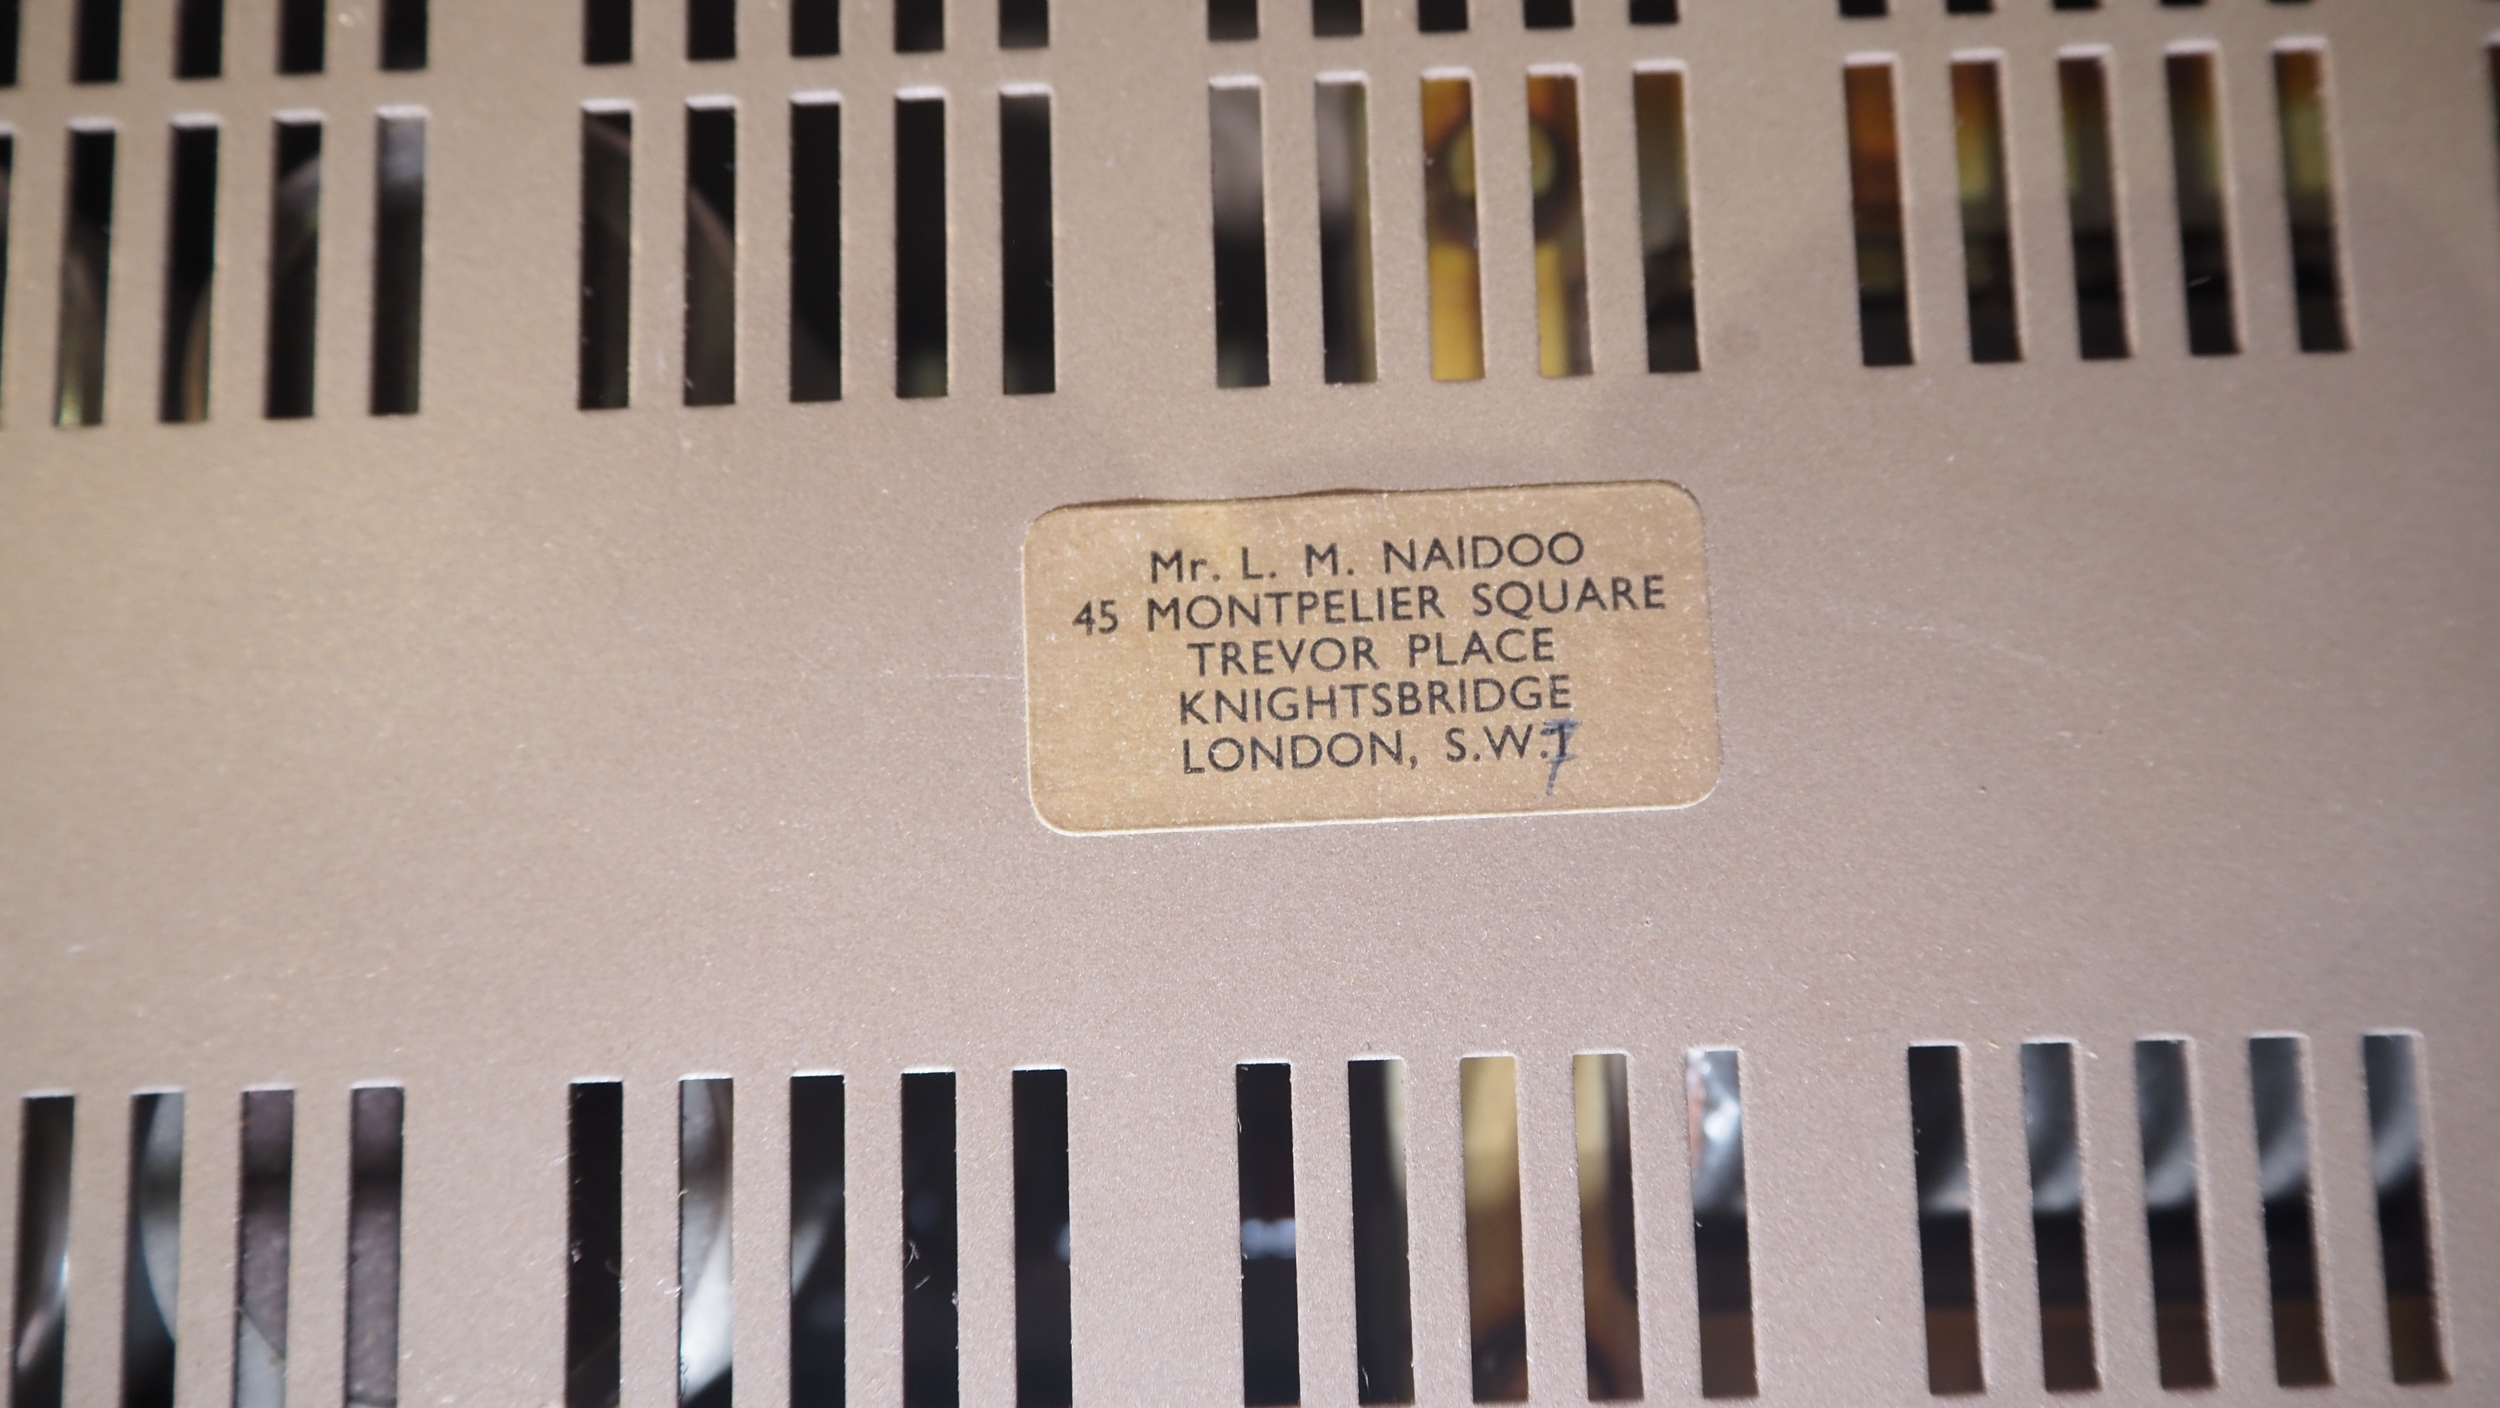 Mr. L. M. NAIDOO
45 MONTPELIER SQUARE
TREVOR PLACE
KNIGHTSBRIDGE
LONDON, S.W.7